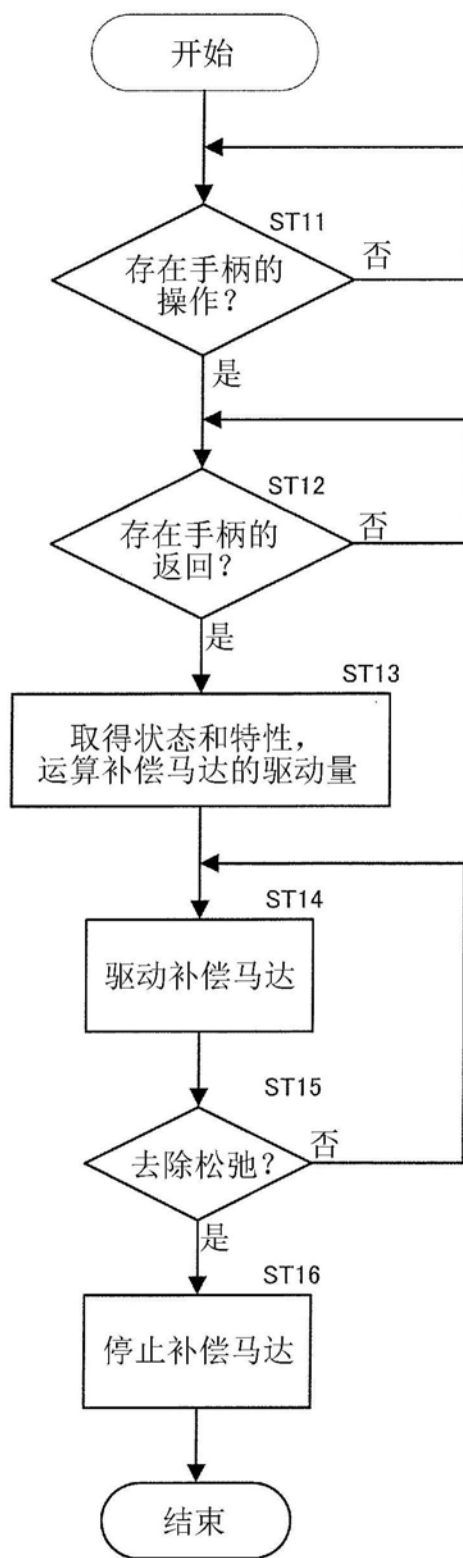 开始
ST11
存在手柄的
操作？
否
是
ST12
存在手柄的
返回？
否
是
ST13
取得状态和特性，
运算补偿马达的驱动量
ST14
驱动补偿马达
ST15
去除松弛？
否
是
ST16
停止补偿马达
结束